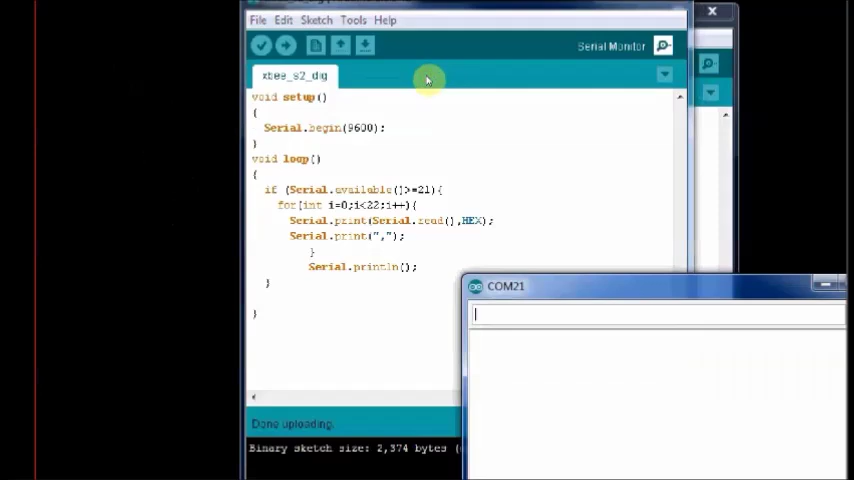 File Edit Sketch Tools Help
Serial Monitor
xbee_s2_dig
void setup()
{
Serial.begin(9600);
}
void loop()
{
if (Serial.available()>=21){
for(int i=0;i<22;i++){
Serial.print(Serial.read(),HEX);
Serial.print(",");
}
Serial.println();
}
}
COM21
Done uploading.
Binary sketch size: 2,374 bytes